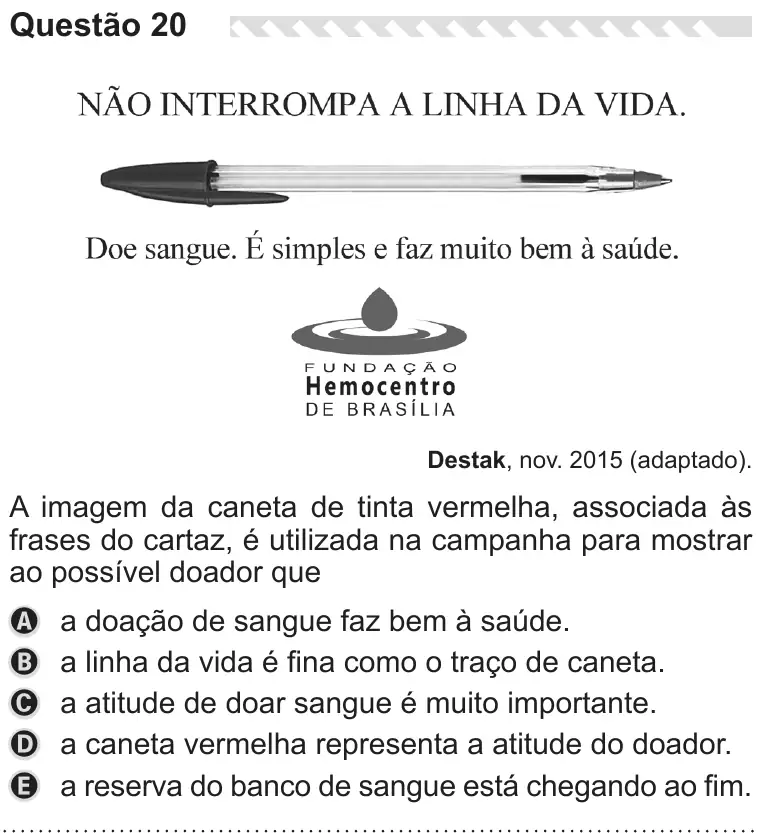 Questão 20
NÃO INTERROMPA A LINHA DA VIDA.
Doe sangue. É simples e faz muito bem à saúde.
FUNDAÇÃO
Hemocentro
DE BRASÍLIA
Destak, nov. 2015 (adaptado).
A imagem da caneta de tinta vermelha, associada às
frases do cartaz, é utilizada na campanha para mostrar
ao possível doador que
A a doação de sangue faz bem à saúde.
B a linha da vida é fina como o traço de caneta.
C a atitude de doar sangue é muito importante.
D a caneta vermelha representa a atitude do doador.
E a reserva do banco de sangue está chegando ao fim.